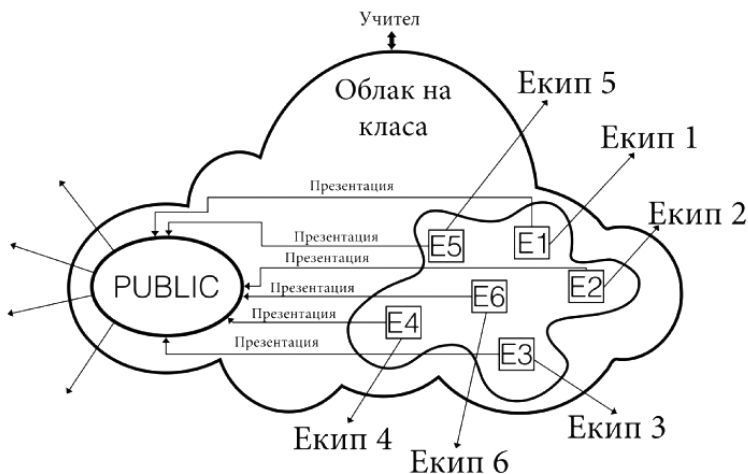 Учител
Облак на
класа
Екип 5
Екип 1
Екип 2
Презентация
Презентация
Презентация
Презентация
Презентация
Презентация
PUBLIC
E5
E1
E2
E6
E4
E3
Екип 4
Екип 6
Екип 3